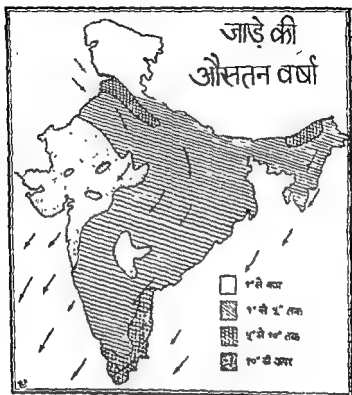 जाड़े की
औसतन वर्षा
१" से कम
१" से ५" तक
५" से १०" तक
१०" से ऊपर